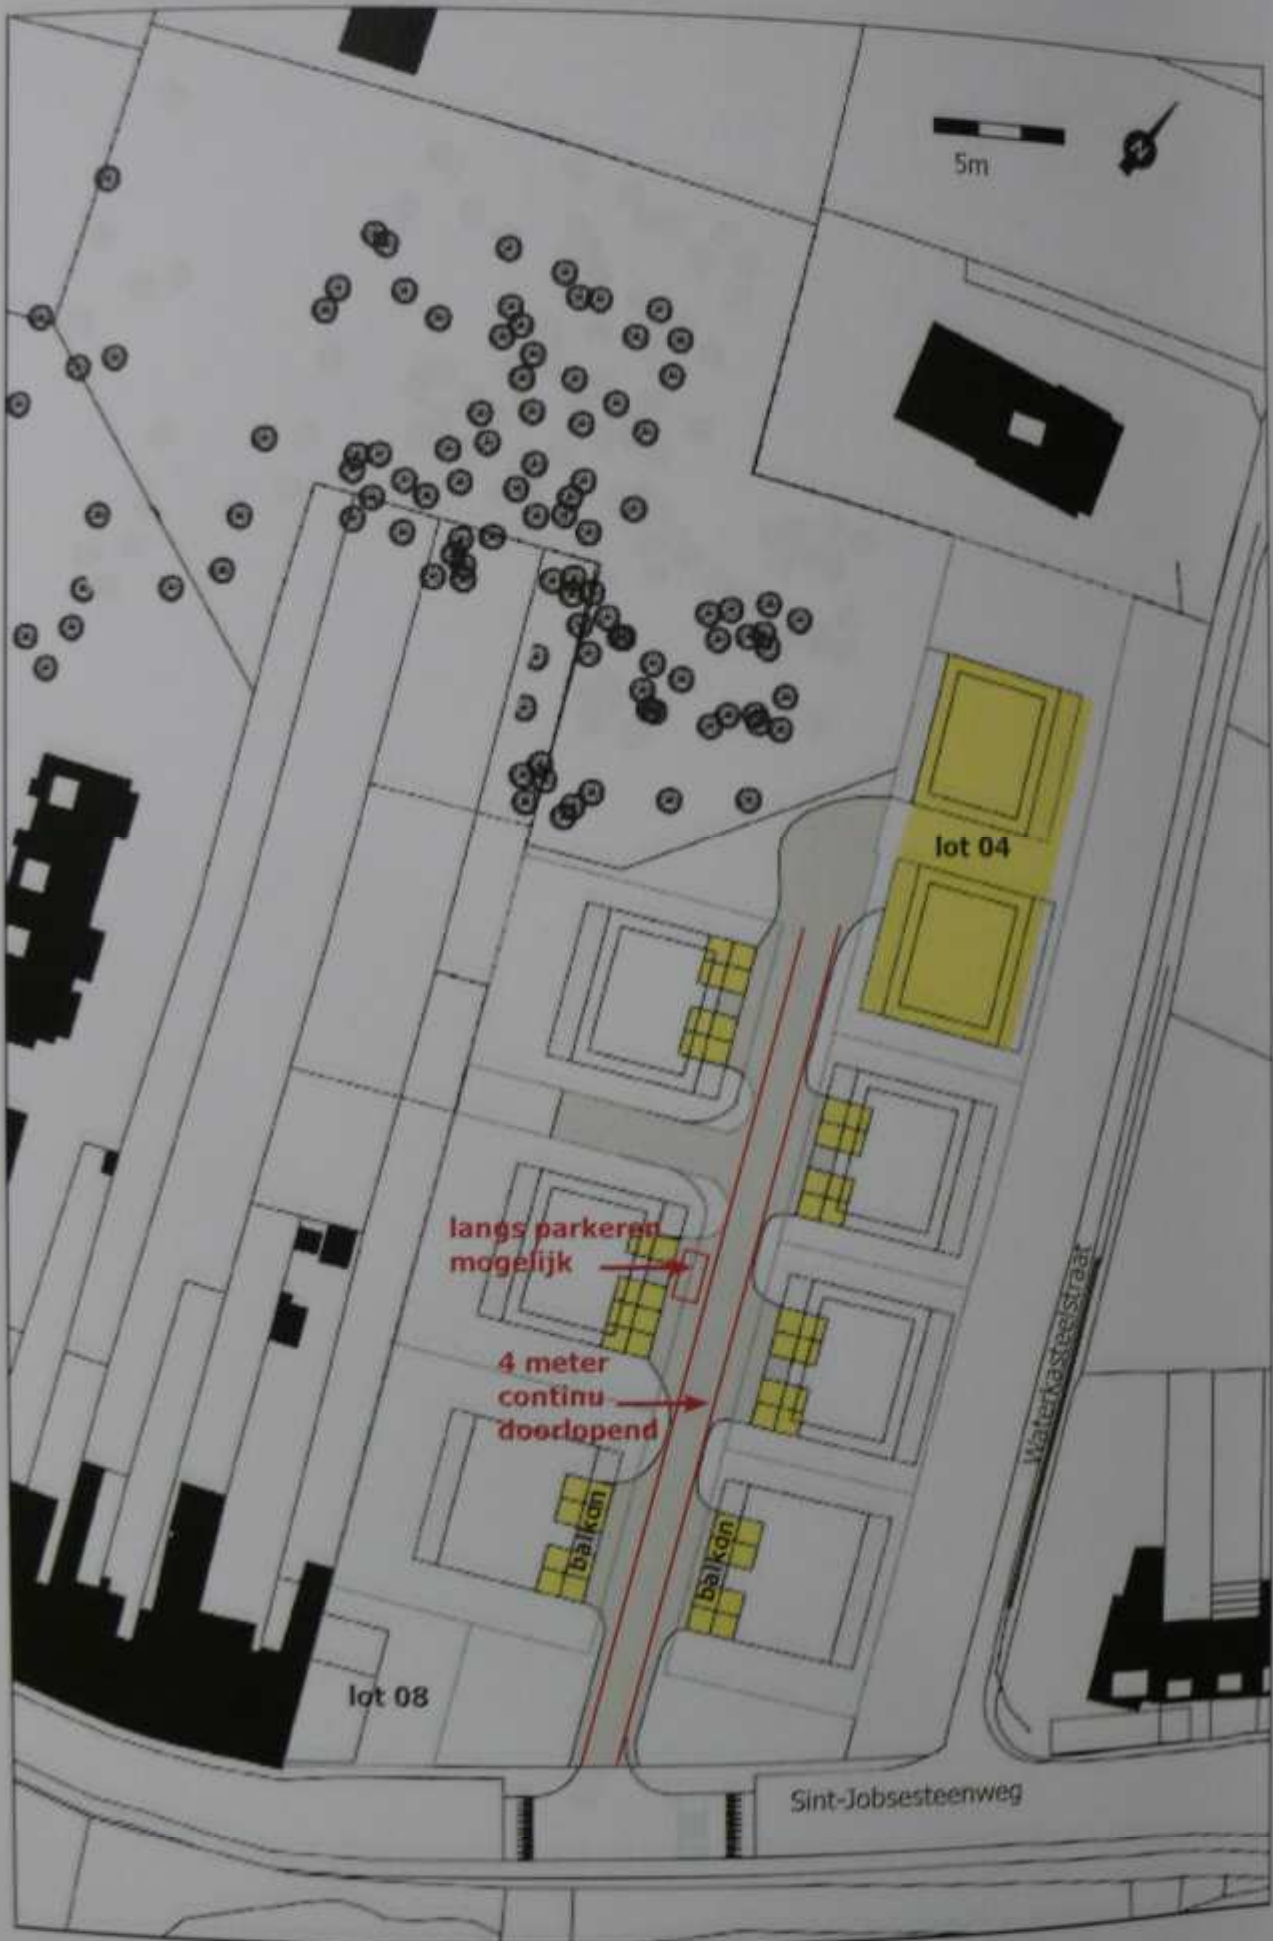 5m
N
lot 04
langs parkeren
mogelijk
4 meter
continu
doorlopend
Waterkasteelstraat
balkon
balkon
lot 08
Sint-Jobsesteenweg